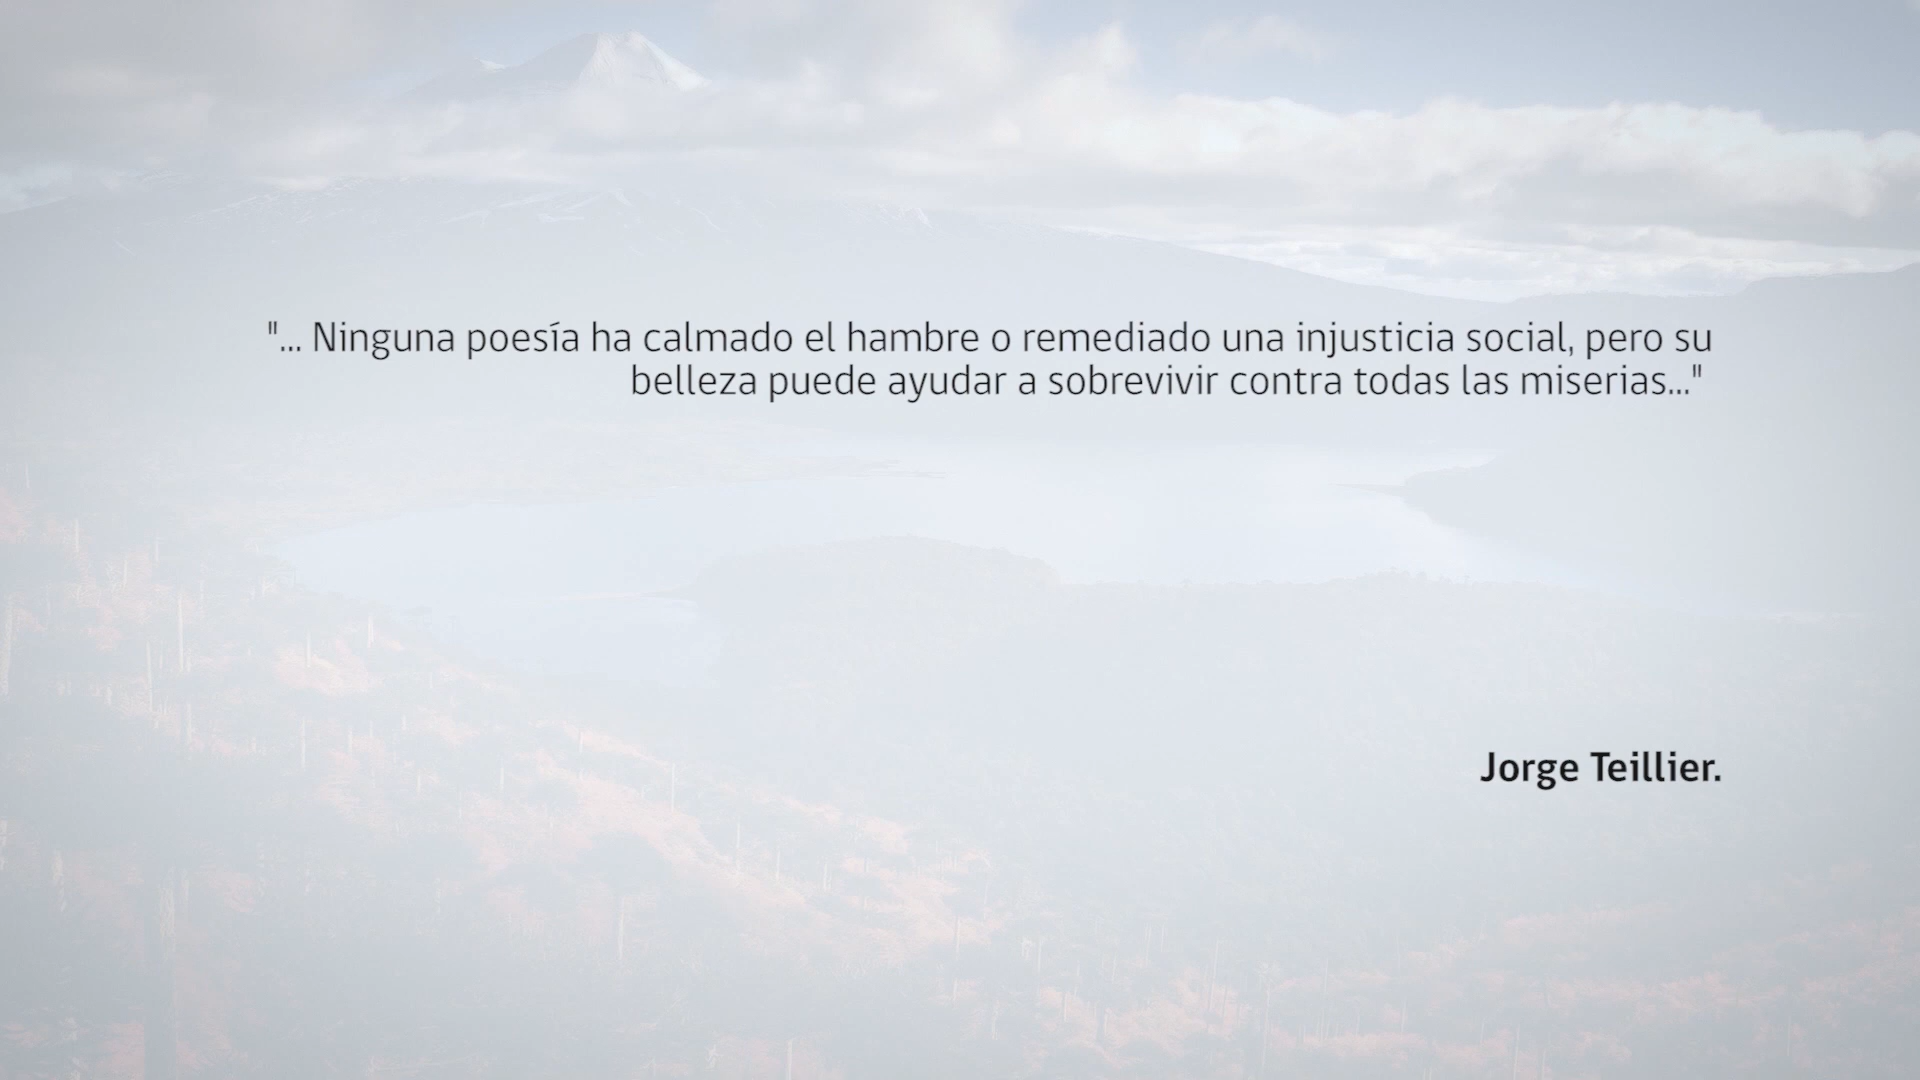 "... Ninguna poesía ha calmado el hambre o remediado una injusticia social, pero su
belleza puede ayudar a sobrevivir contra todas las miserias..."
Jorge Teillier.